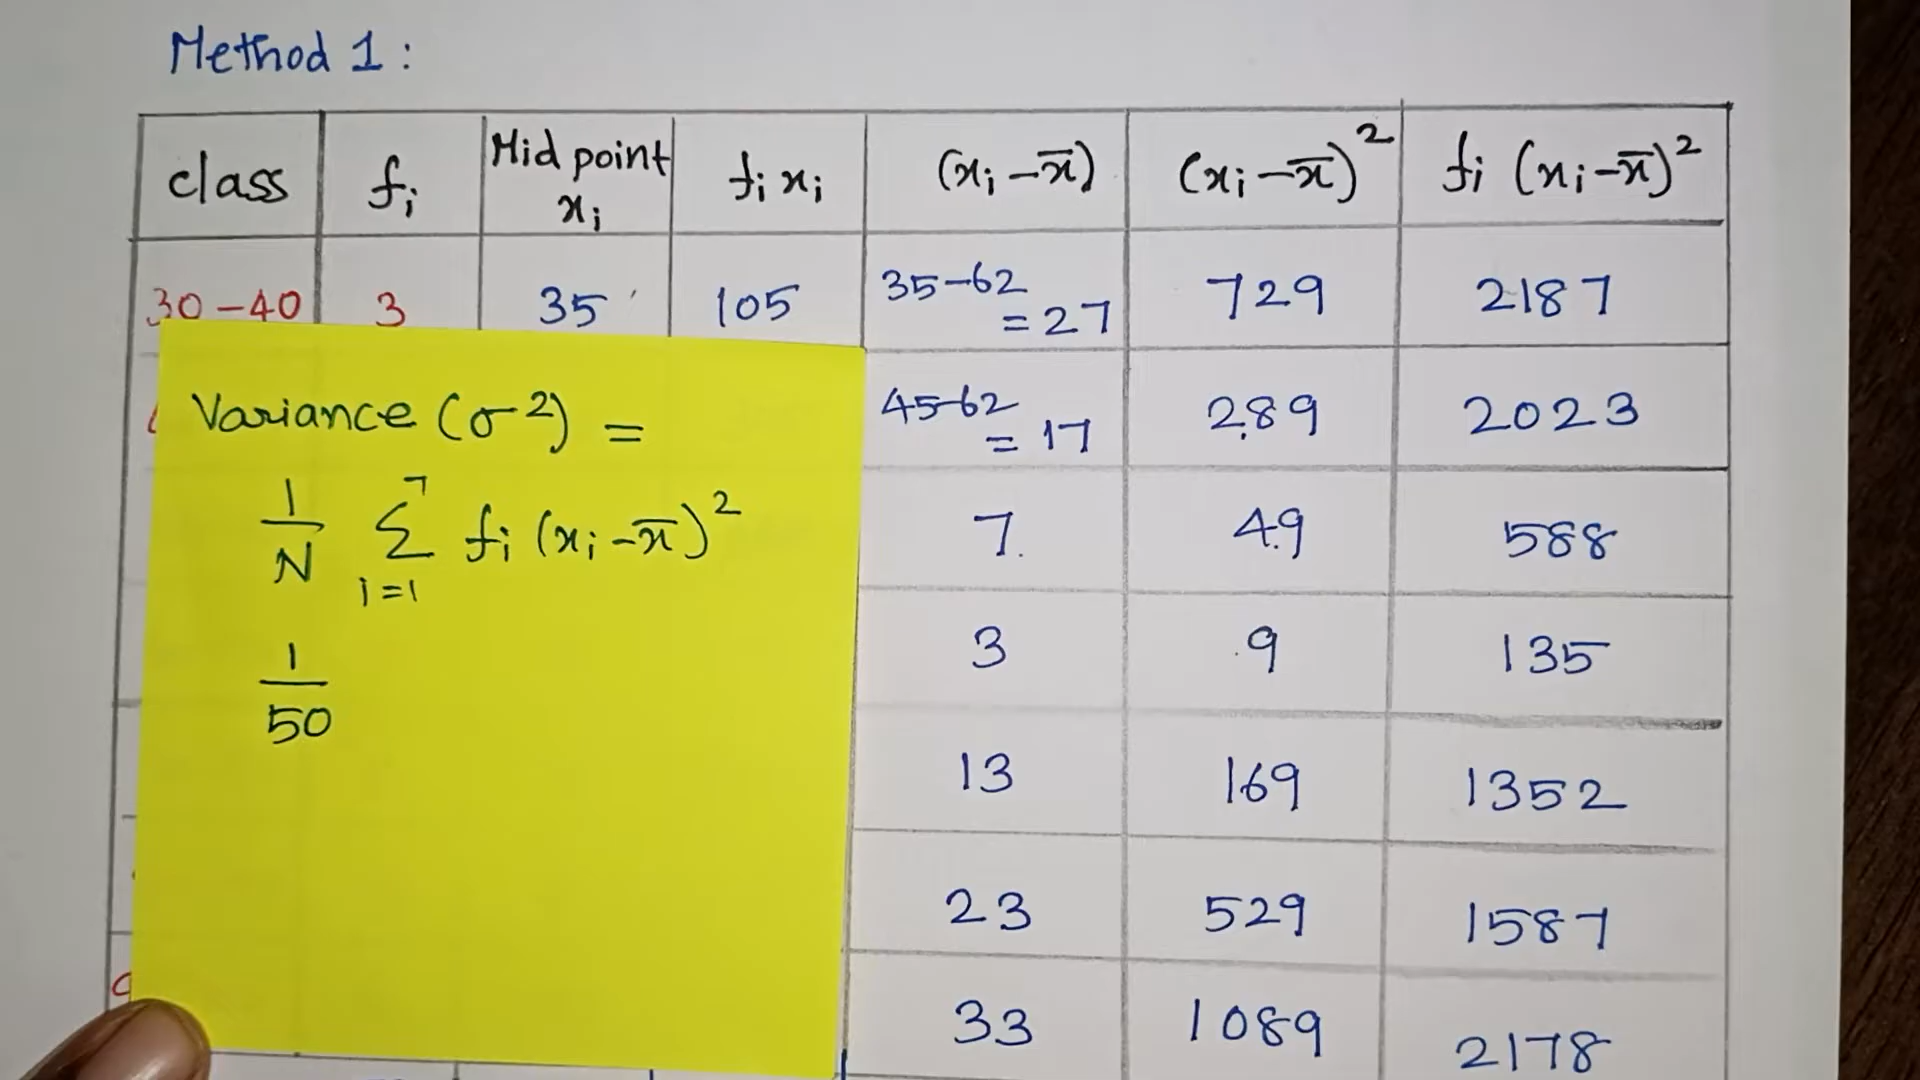 Method 1 :
class fi Mid point xi fi xi (xi – x̄) (xi – x̄)² fi (xi – x̄)²
30 – 40 3 35 105 35–62 = 27 729 2187
45–62 = 17 289 2023
7 49 588
3 9 135
13 169 1352
23 529 1587
33 1089 2178
Variance (σ²) =
1/N 7 Σ i=1 fi (xi – x̄)²
1/50